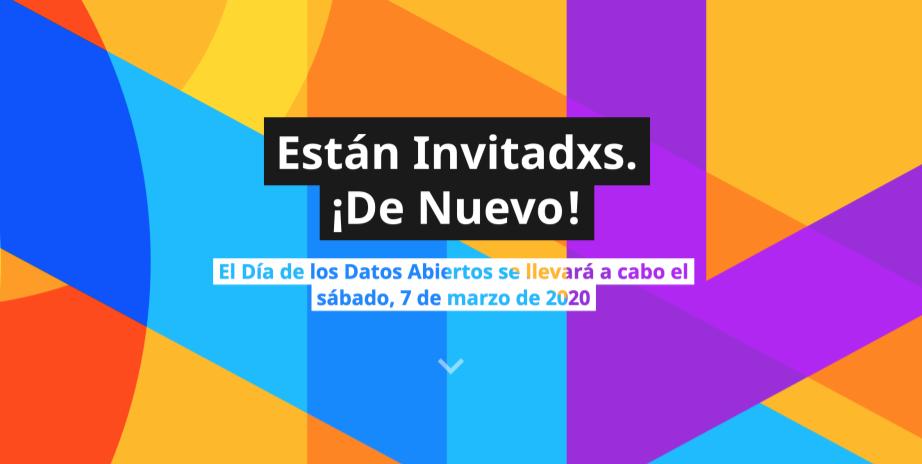 Están Invitadxs.
¡De Nuevo!
El Día de los Datos Abiertos se llevará a cabo el
sábado, 7 de marzo de 2020